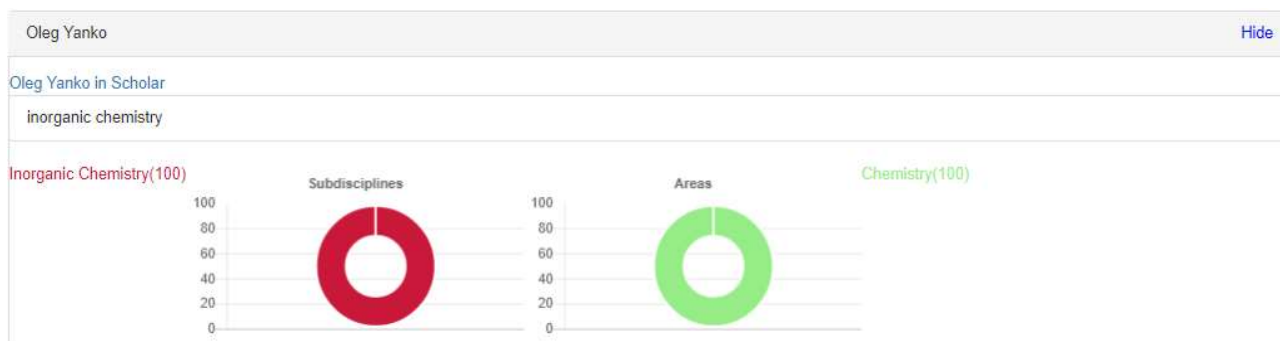 Oleg Yanko
Hide
Oleg Yanko in Scholar
inorganic chemistry
Inorganic Chemistry(100)
Subdisciplines
100
80
60
40
20
0
Areas
100
80
60
40
20
0
Chemistry(100)